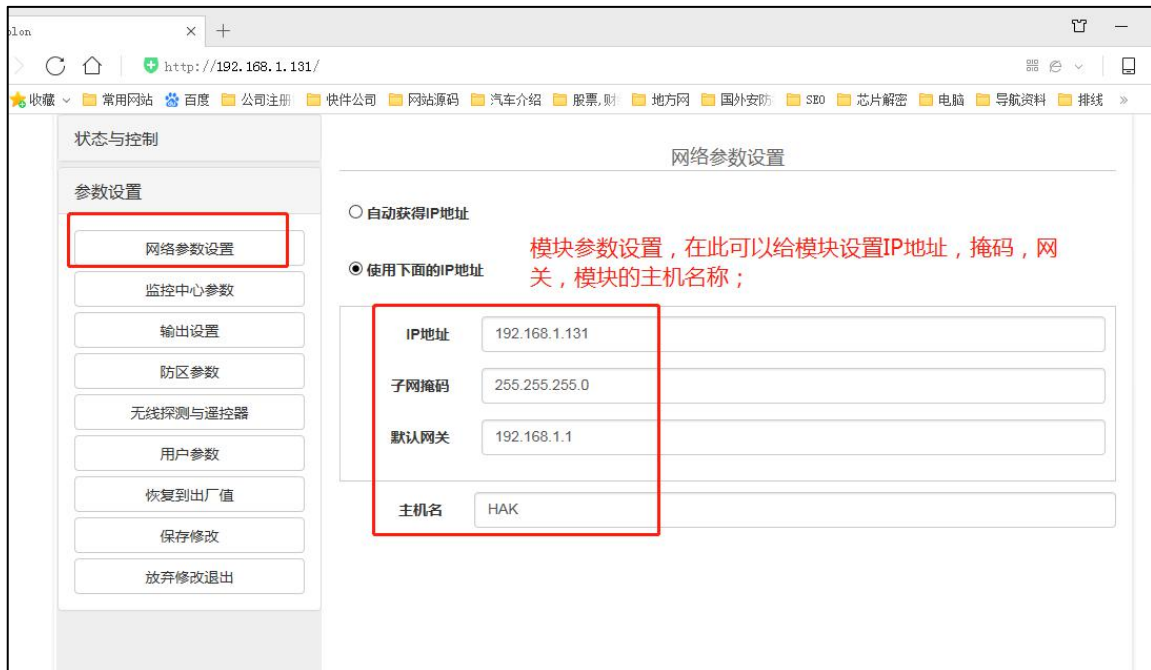 olon
http://192.168.1.131/
收藏 常用网站 百度 公司注册 快件公司 网站源码 汽车介绍 股票,财 地方网 国外安防 SEO 芯片解密 电脑 导航资料 排线 »
状态与控制
网络参数设置
参数设置
自动获得IP地址
网络参数设置
模块参数设置，在此可以给模块设置IP地址，掩码，网
关，模块的主机名称；
使用下面的IP地址
监控中心参数
输出设置
IP地址 192.168.1.131
防区参数
子网掩码 255.255.255.0
无线探测与遥控器
默认网关 192.168.1.1
用户参数
恢复到出厂值
主机名 HAK
保存修改
放弃修改退出